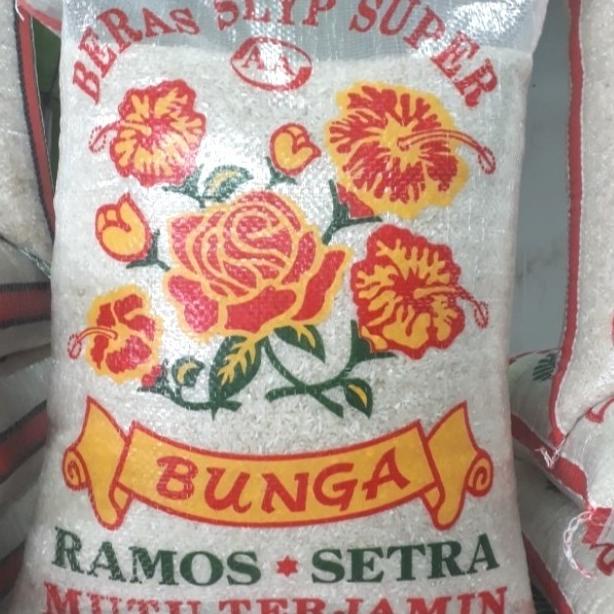 BERAS SLYP SUPER
AA
BUNGA
RAMOS * SETRA
MUTU TERJAMIN